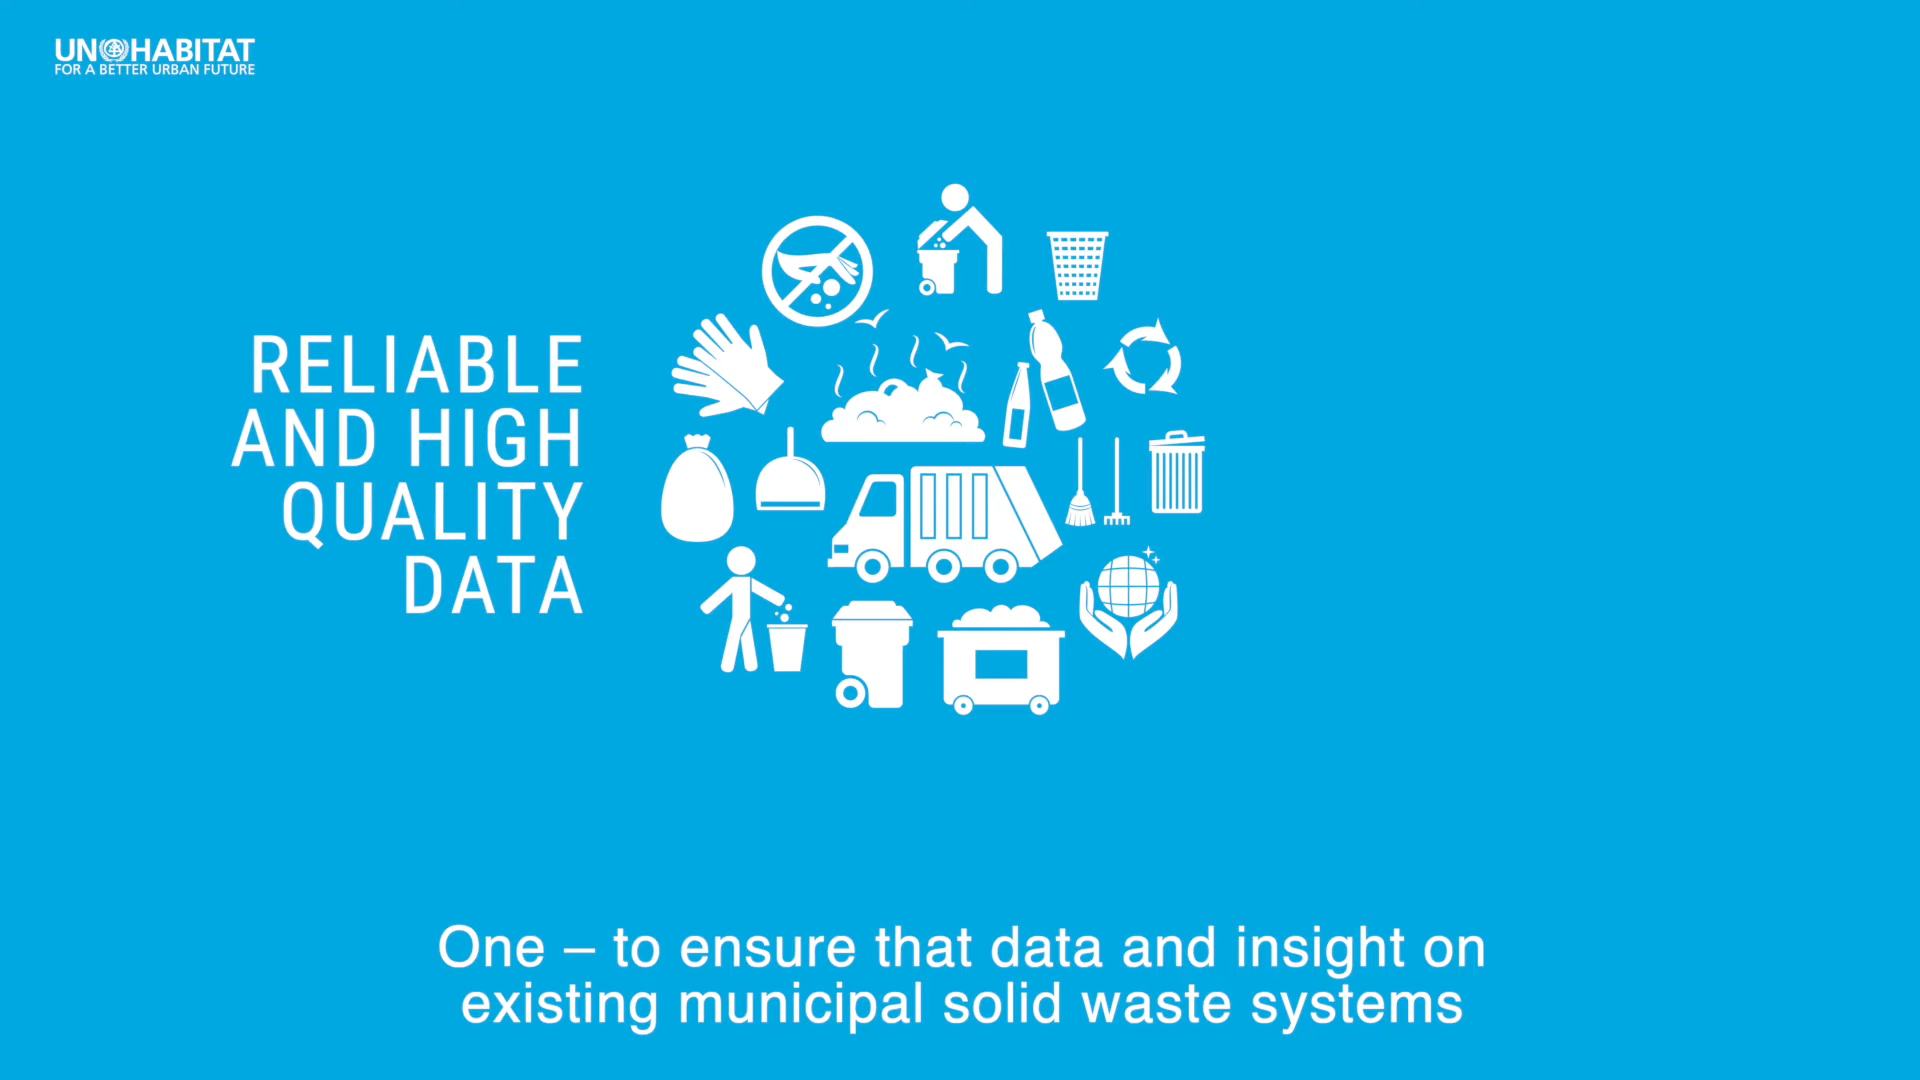 UN HABITAT
FOR A BETTER URBAN FUTURE
RELIABLE
AND HIGH
QUALITY
DATA
One – to ensure that data and insight on
existing municipal solid waste systems